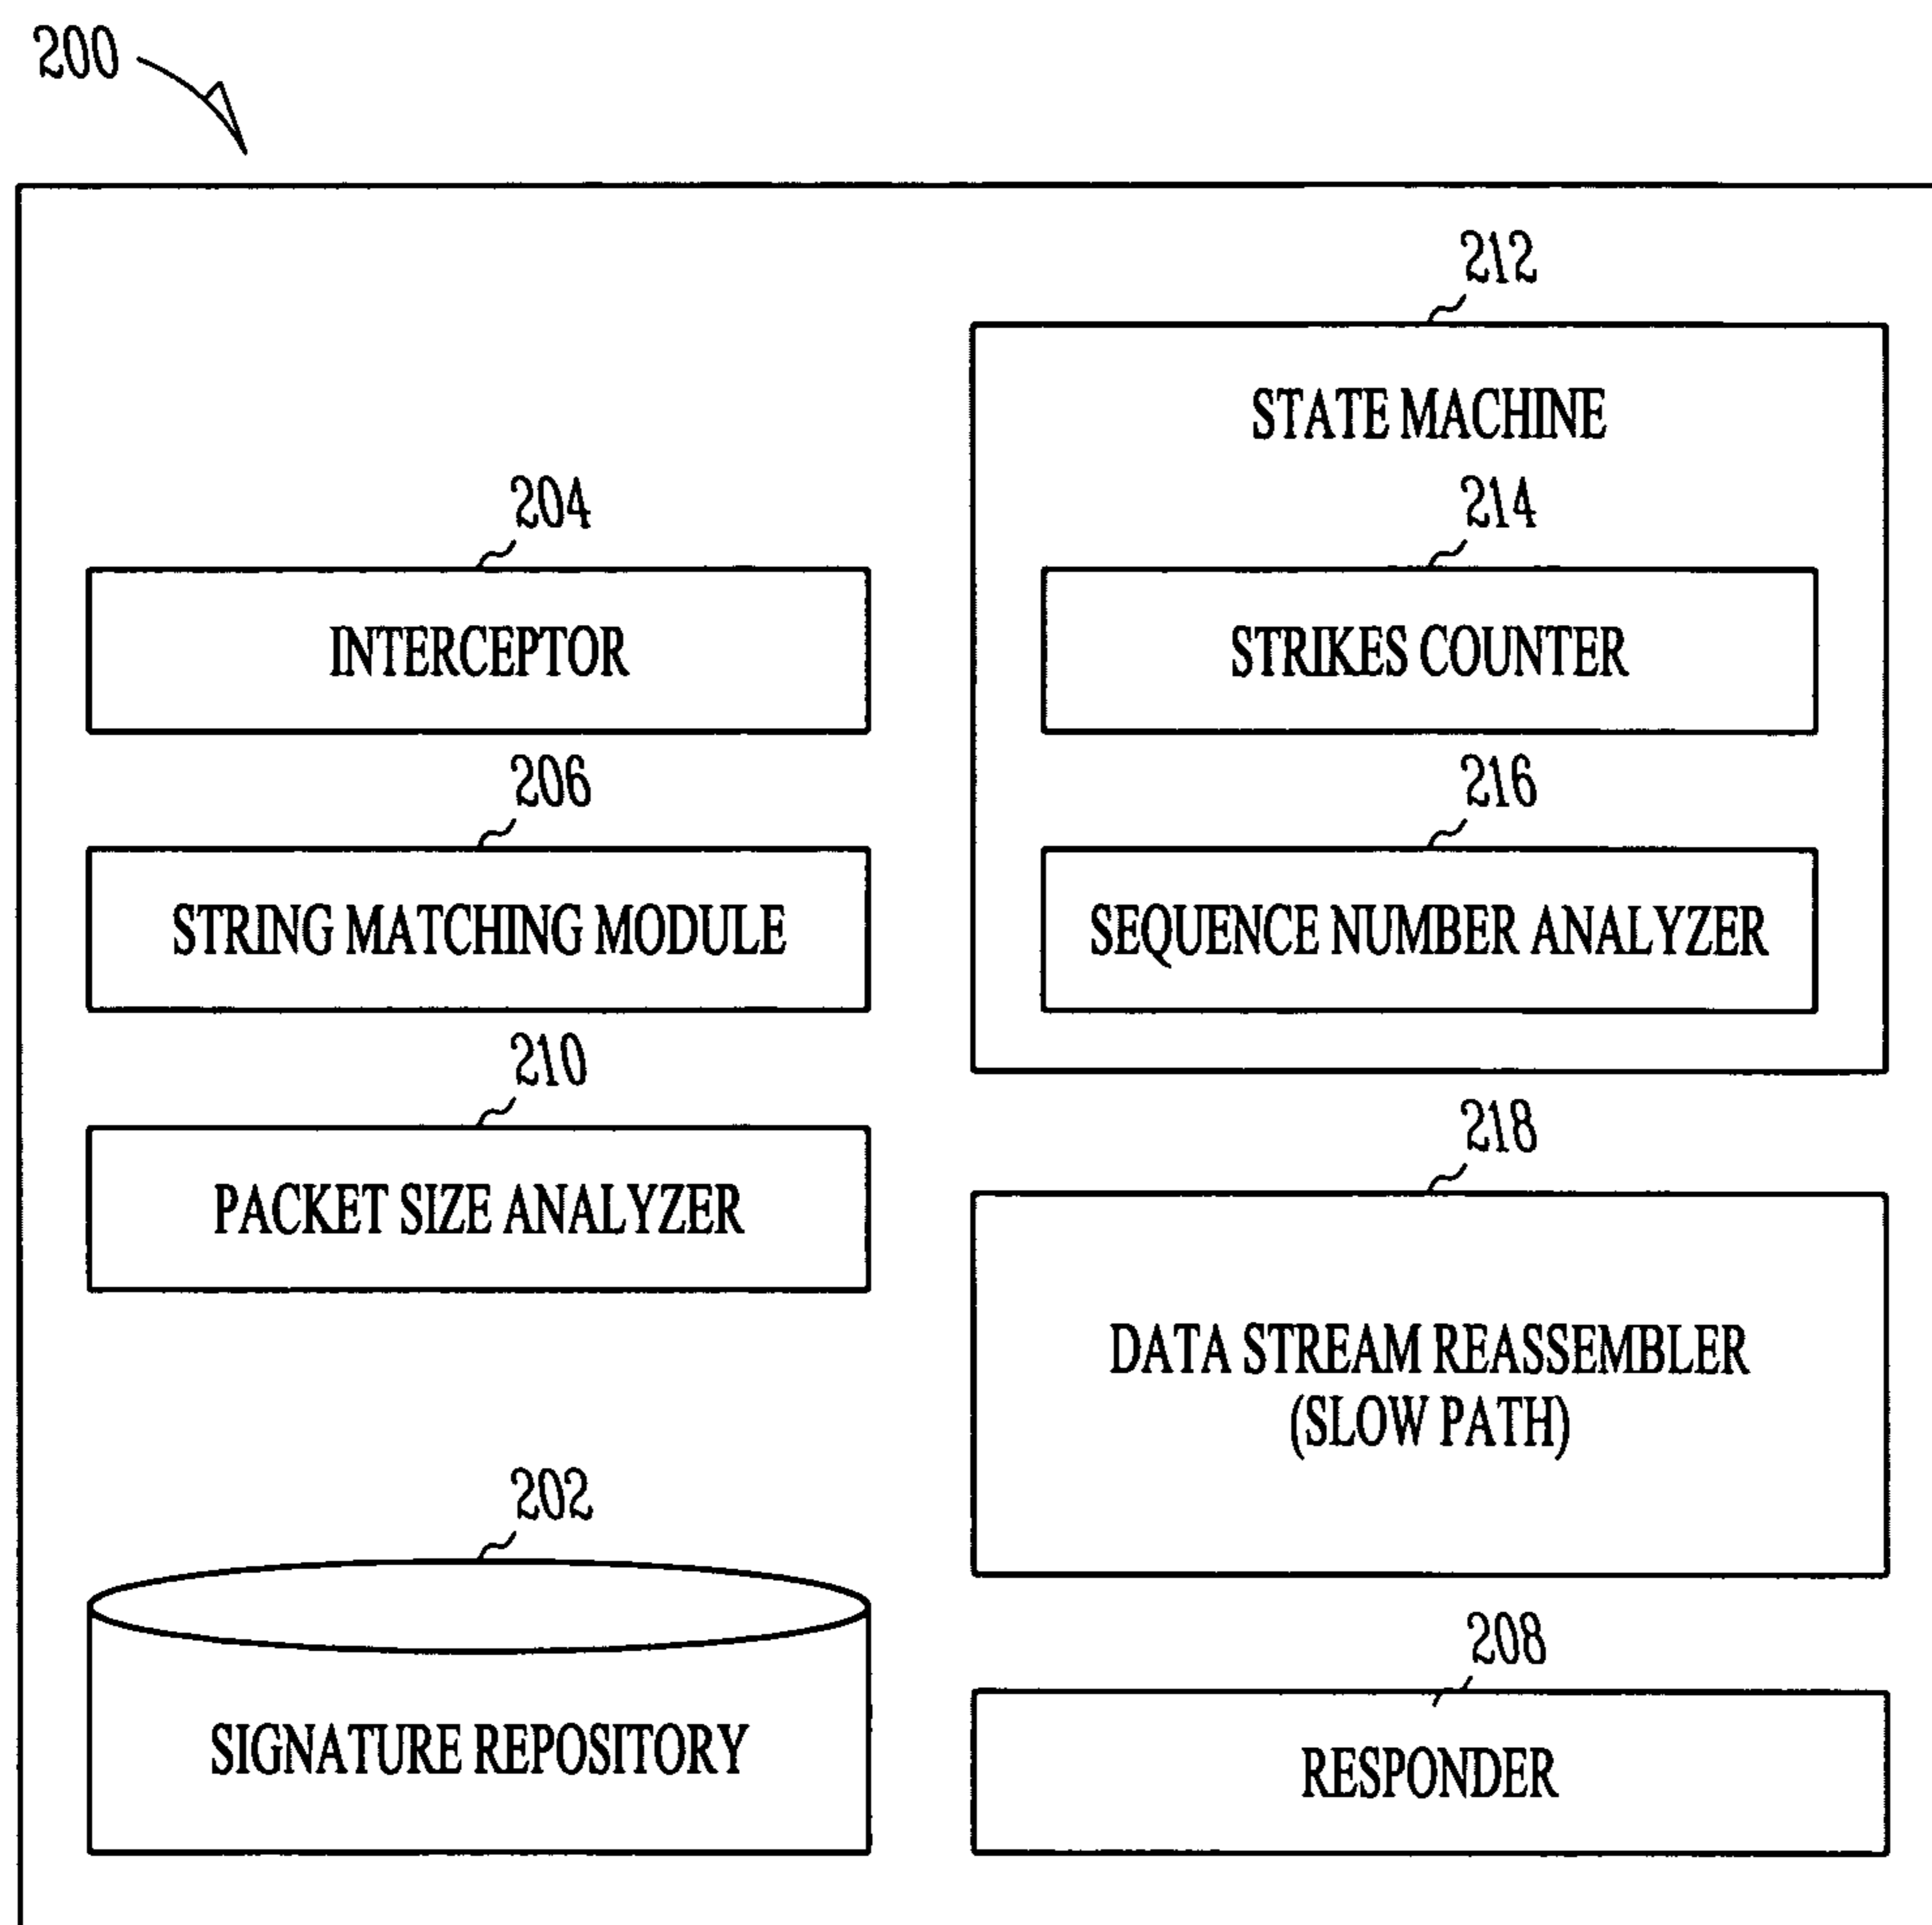 200
212
STATE MACHINE
204
214
INTERCEPTOR
STRIKES COUNTER
206
216
STRING MATCHING MODULE
SEQUENCE NUMBER ANALYZER
210
218
PACKET SIZE ANALYZER
DATA STREAM REASSEMBLER
(SLOW PATH)
202
208
SIGNATURE REPOSITORY
RESPONDER